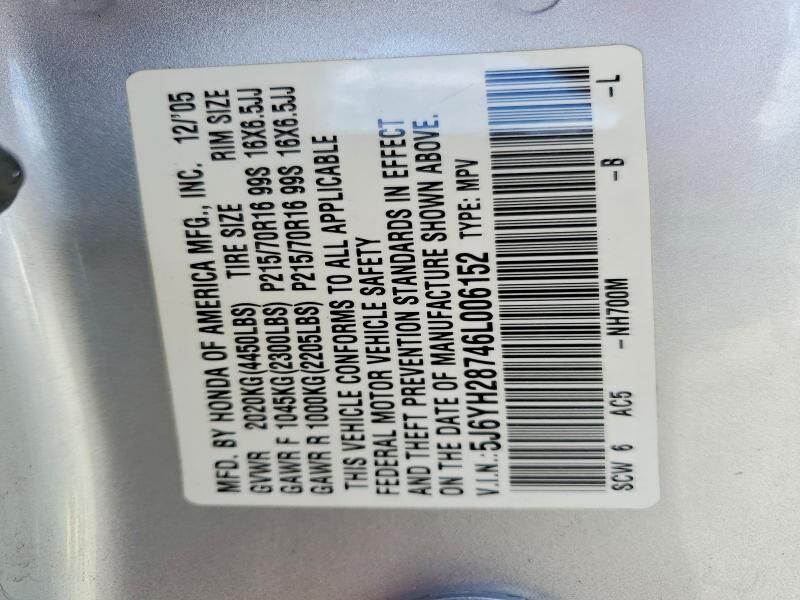 MFD. BY HONDA OF AMERICA MFG., INC. 12/'05
GVWR 2020KG(4450LBS) TIRE SIZE RIM SIZE
GAWR F 1045KG(2300LBS) P215/70R16 99S 16X6.5JJ
GAWR R 1000KG(2205LBS) P215/70R16 99S 16X6.5JJ
THIS VEHICLE CONFORMS TO ALL APPLICABLE
FEDERAL MOTOR VEHICLE SAFETY
AND THEFT PREVENTION STANDARDS IN EFFECT
ON THE DATE OF MANUFACTURE SHOWN ABOVE.
V.I.N.:5J6YH28746L006152 TYPE: MPV
SCW 6 AC5 -NH700M -B -L